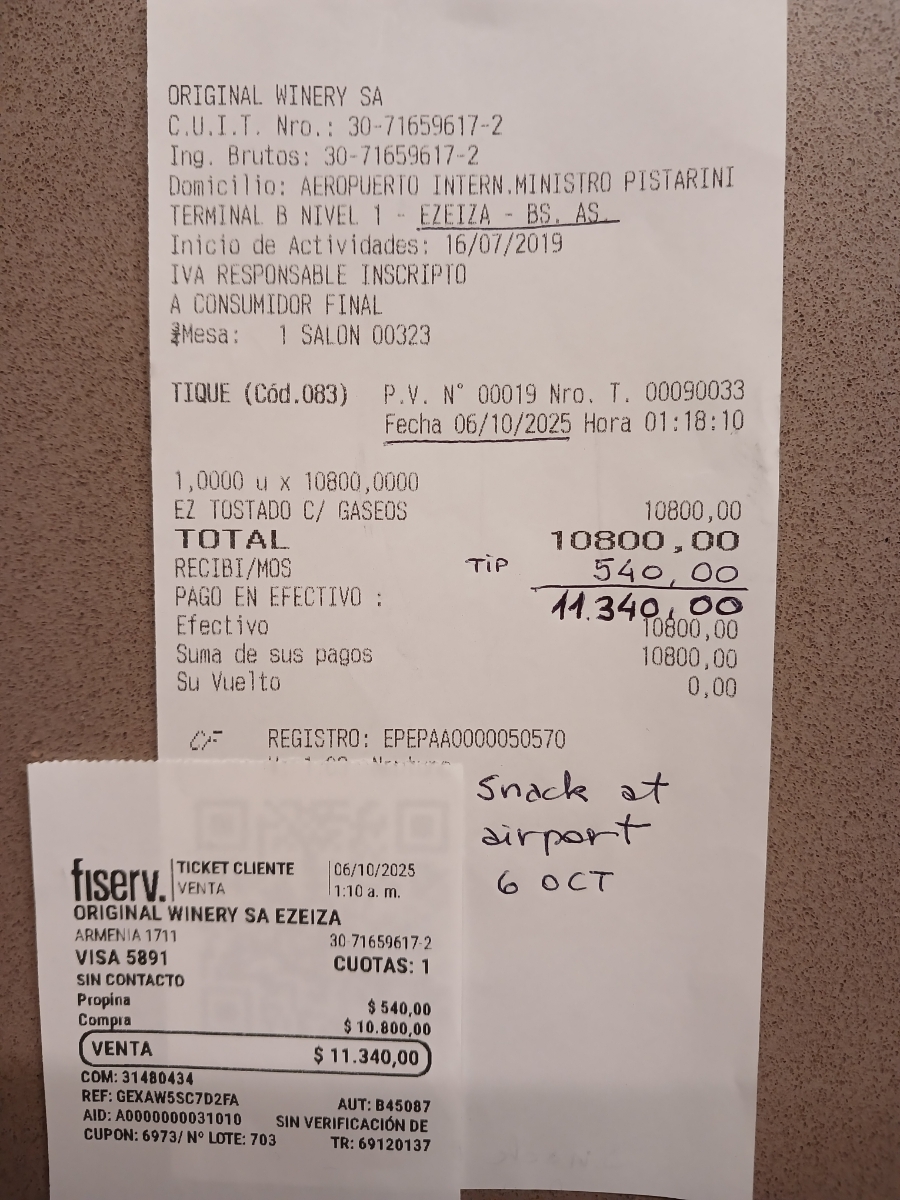 ORIGINAL WINERY SA
C.U.I.T. Nro.: 30-71659617-2
Ing. Brutos: 30-71659617-2
Domicilio: AEROPUERTO INTERN.MINISTRO PISTARINI
TERMINAL B NIVEL 1 - EZEIZA - BS. AS.
Inicio de Actividades: 16/07/2019
IVA RESPONSABLE INSCRIPTO
A CONSUMIDOR FINAL
Mesa: 1 SALON 00323
TIQUE (Cód.083) P.V. N° 00019 Nro. T. 00090033
Fecha 06/10/2025 Hora 01:18:10
1,0000 u x 10800,0000
EZ TOSTADO C/ GASEOS 10800,00
TOTAL 10800,00
RECIBI/MOS TIP 540,00
PAGO EN EFECTIVO : 11.340,00
Efectivo 10800,00
Suma de sus pagos 10800,00
Su Vuelto 0,00
CF REGISTRO: EPEPAA0000050570
snack at
airport
6 OCT
fiserv. TICKET CLIENTE 06/10/2025
VENTA 1:10 a. m.
ORIGINAL WINERY SA EZEIZA
ARMENIA 1711 30-71659617-2
VISA 5891 CUOTAS: 1
SIN CONTACTO
Propina $ 540,00
Compra $ 10.800,00
VENTA $ 11.340,00
COM: 31480434
REF: GEXAW5SC7D2FA AUT: B45087
AID: A0000000031010 SIN VERIFICACIÓN DE
CUPON: 6973/ N° LOTE: 703 TR: 69120137